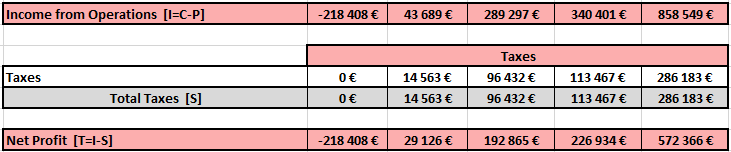 Income from Operations [I=C-P] -218 408 € 43 689 € 289 297 € 340 401 € 858 549 €
Taxes
Taxes 0 € 14 563 € 96 432 € 113 467 € 286 183 €
Total Taxes [S] 0 € 14 563 € 96 432 € 113 467 € 286 183 €
Net Profit [T=I-S] -218 408 € 29 126 € 192 865 € 226 934 € 572 366 €